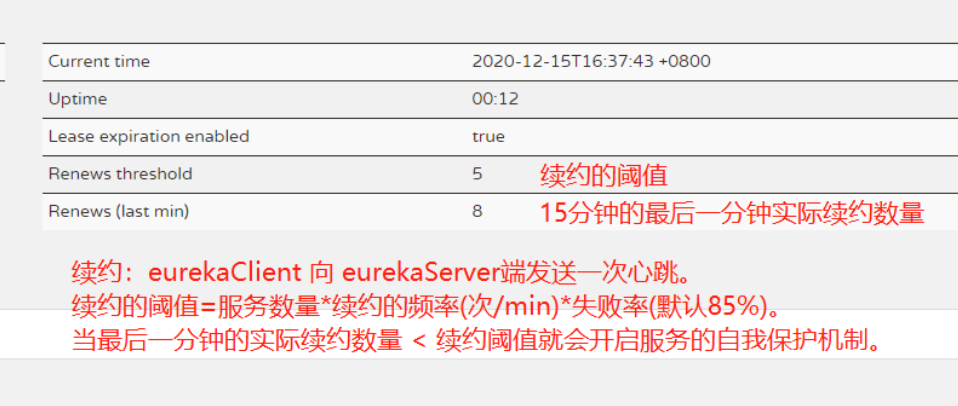 Current time 2020-12-15T16:37:43 +0800
Uptime 00:12
Lease expiration enabled true
Renews threshold 5 续约的阈值
Renews (last min) 8 15分钟的最后一分钟实际续约数量
续约：eurekaClient 向 eurekaServer端发送一次心跳。
续约的阈值=服务数量*续约的频率(次/min)*失败率(默认85%)。
当最后一分钟的实际续约数量 < 续约阈值就会开启服务的自我保护机制。